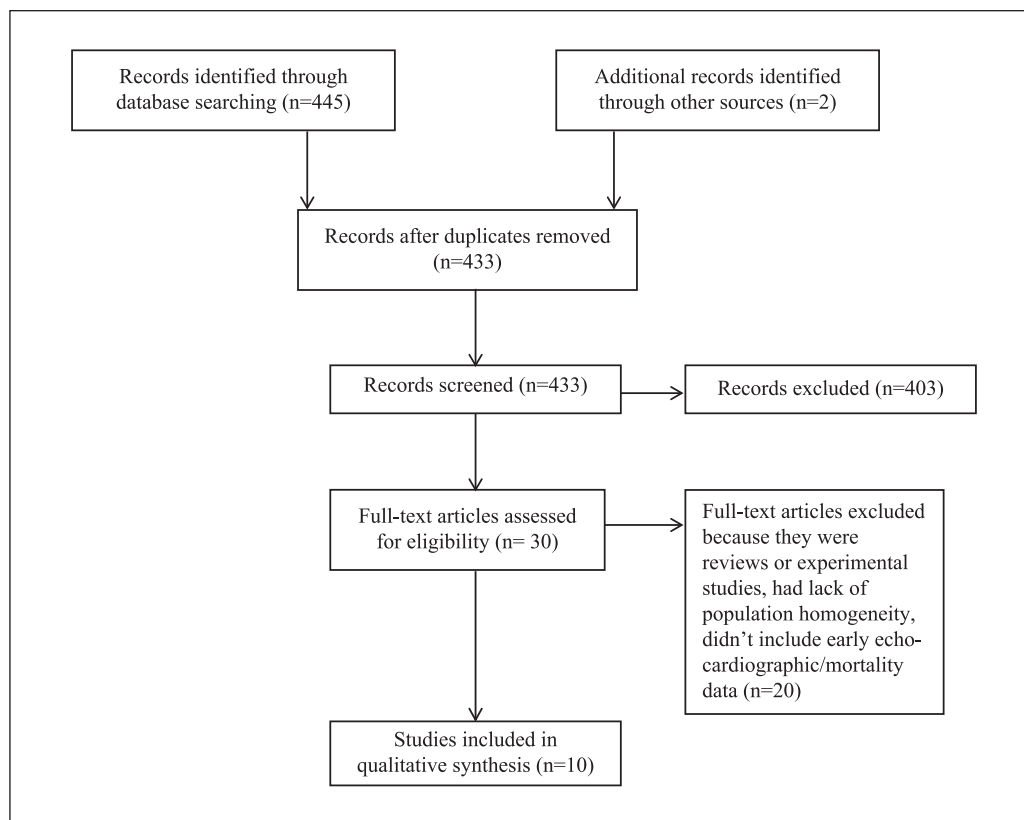 Records identified through
database searching (n=445)
Additional records identified
through other sources (n=2)
Records after duplicates removed
(n=433)
Records screened (n=433)
Records excluded (n=403)
Full-text articles assessed
for eligibility (n= 30)
Full-text articles excluded
because they were
reviews or experimental
studies, had lack of
population homogeneity,
didn’t include early echo-
cardiographic/mortality
data (n=20)
Studies included in
qualitative synthesis (n=10)